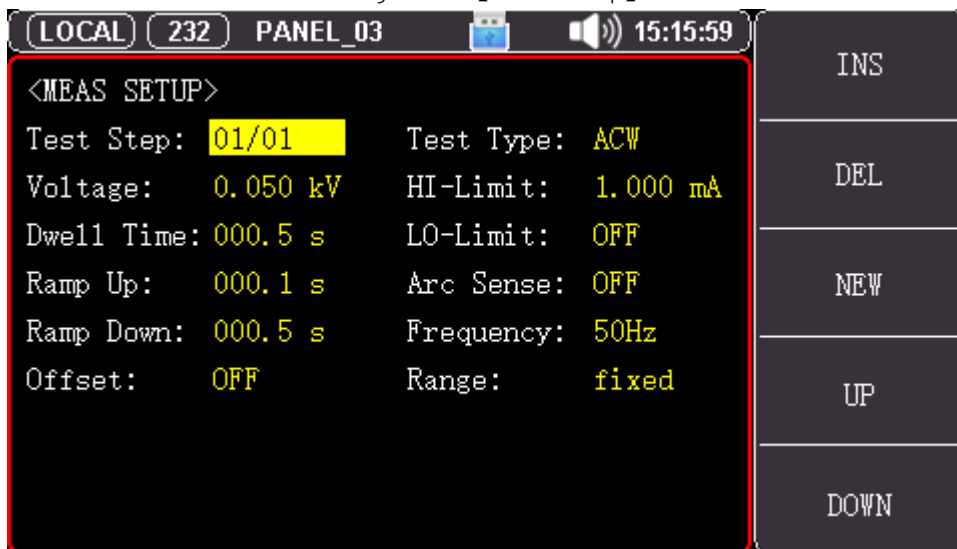 LOCAL 232 PANEL_03 15:15:59
<MEAS SETUP>
Test Step: 01/01 Test Type: ACW
Voltage: 0.050 kV HI-Limit: 1.000 mA
Dwell Time: 000.5 s LO-Limit: OFF
Ramp Up: 000.1 s Arc Sense: OFF
Ramp Down: 000.5 s Frequency: 50Hz
Offset: OFF Range: fixed
INS
DEL
NEW
UP
DOWN